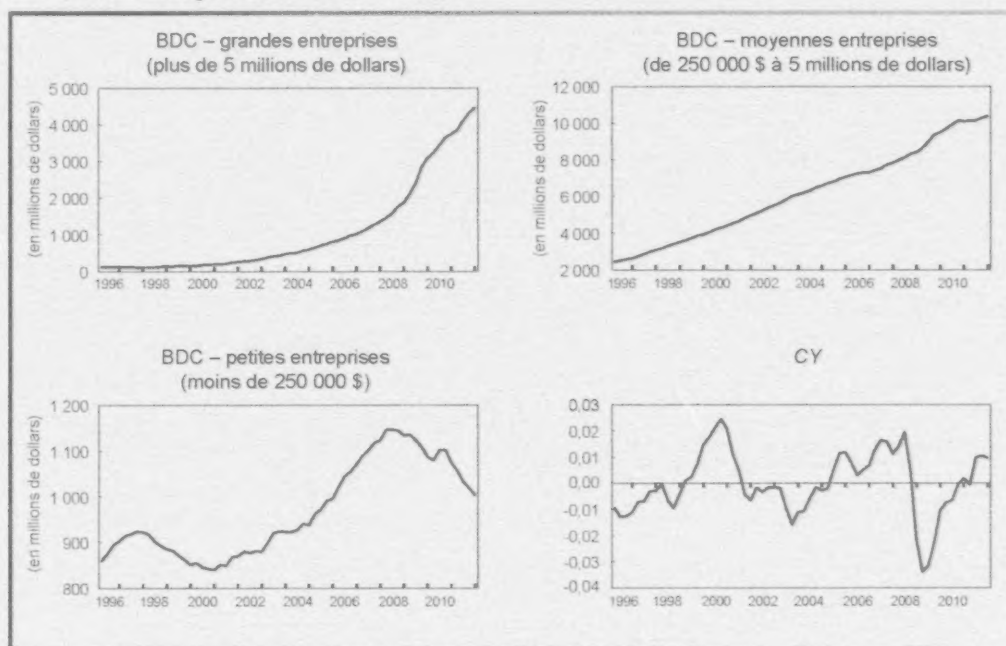 BDC – grandes entreprises
(plus de 5 millions de dollars)
(en millions de dollars)
5 000
4 000
3 000
2 000
1 000
0
1996 1998 2000 2002 2004 2006 2008 2010
BDC – moyennes entreprises
(de 250 000 $ à 5 millions de dollars)
(en millions de dollars)
12 000
10 000
8 000
6 000
4 000
2 000
1996 1998 2000 2002 2004 2006 2008 2010
BDC – petites entreprises
(moins de 250 000 $)
(en millions de dollars)
1 200
1 100
1 000
900
800
1996 1998 2000 2002 2004 2006 2008 2010
CY
0,03
0,02
0,01
0,00
-0,01
-0,02
-0,03
-0,04
1996 1998 2000 2002 2004 2006 2008 2010